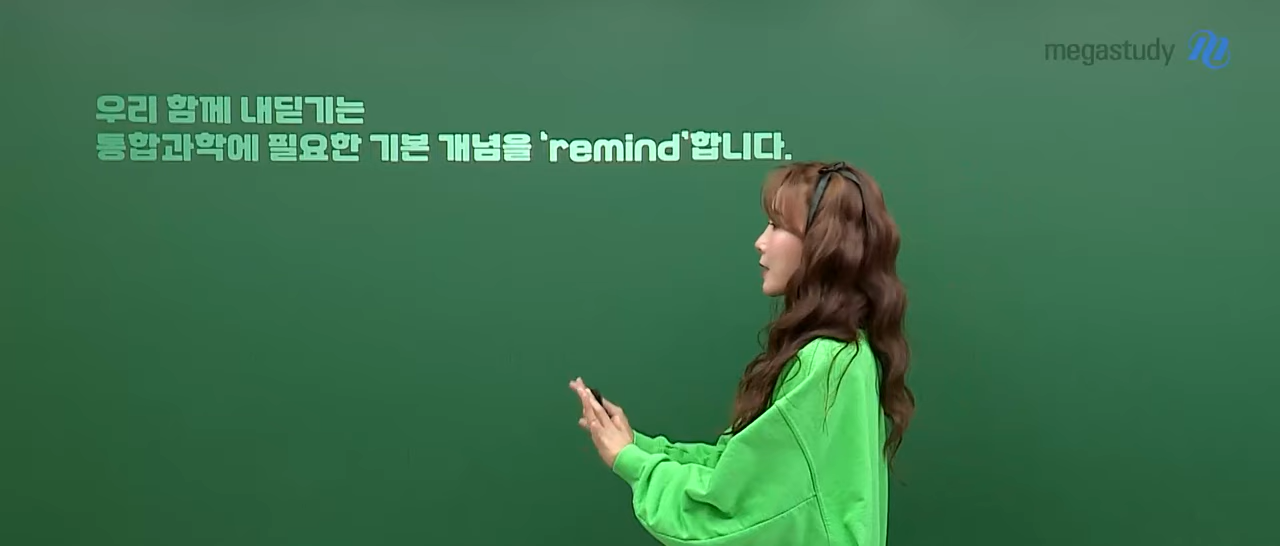 megastudy
우리 함께 내딛기는
통합과학에 필요한 기본 개념을 'remind'합니다.